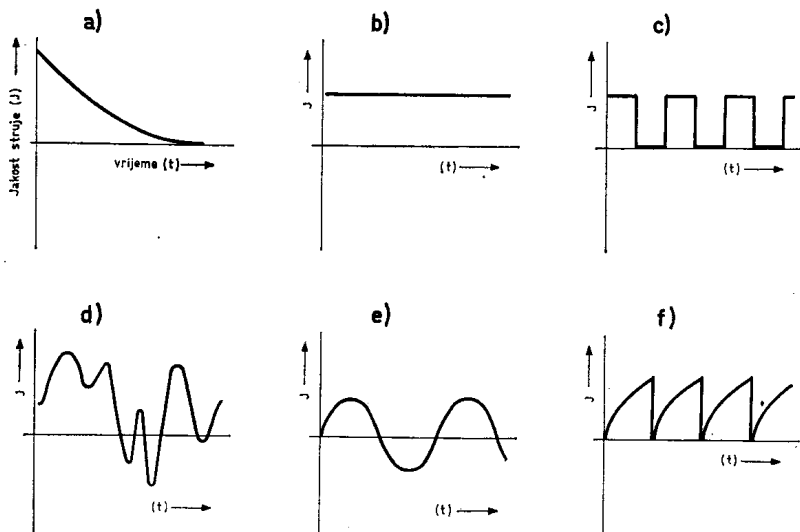 a)
Jakost struje (J)
vrijeme (t)
b)
J
(t)
c)
J
(t)
d)
J
(t)
e)
J
(t)
f)
J
(t)